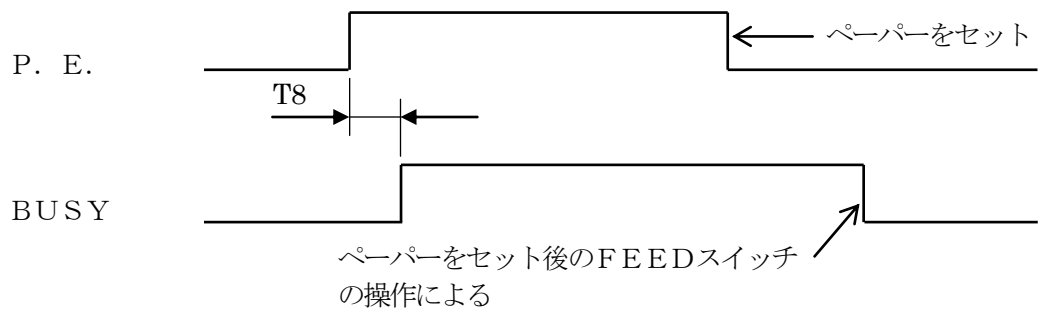 ペーパーをセット
Ｐ．Ｅ．
T8
ＢＵＳＹ
ペーパーをセット後のＦＥＥＤスイッチ
の操作による